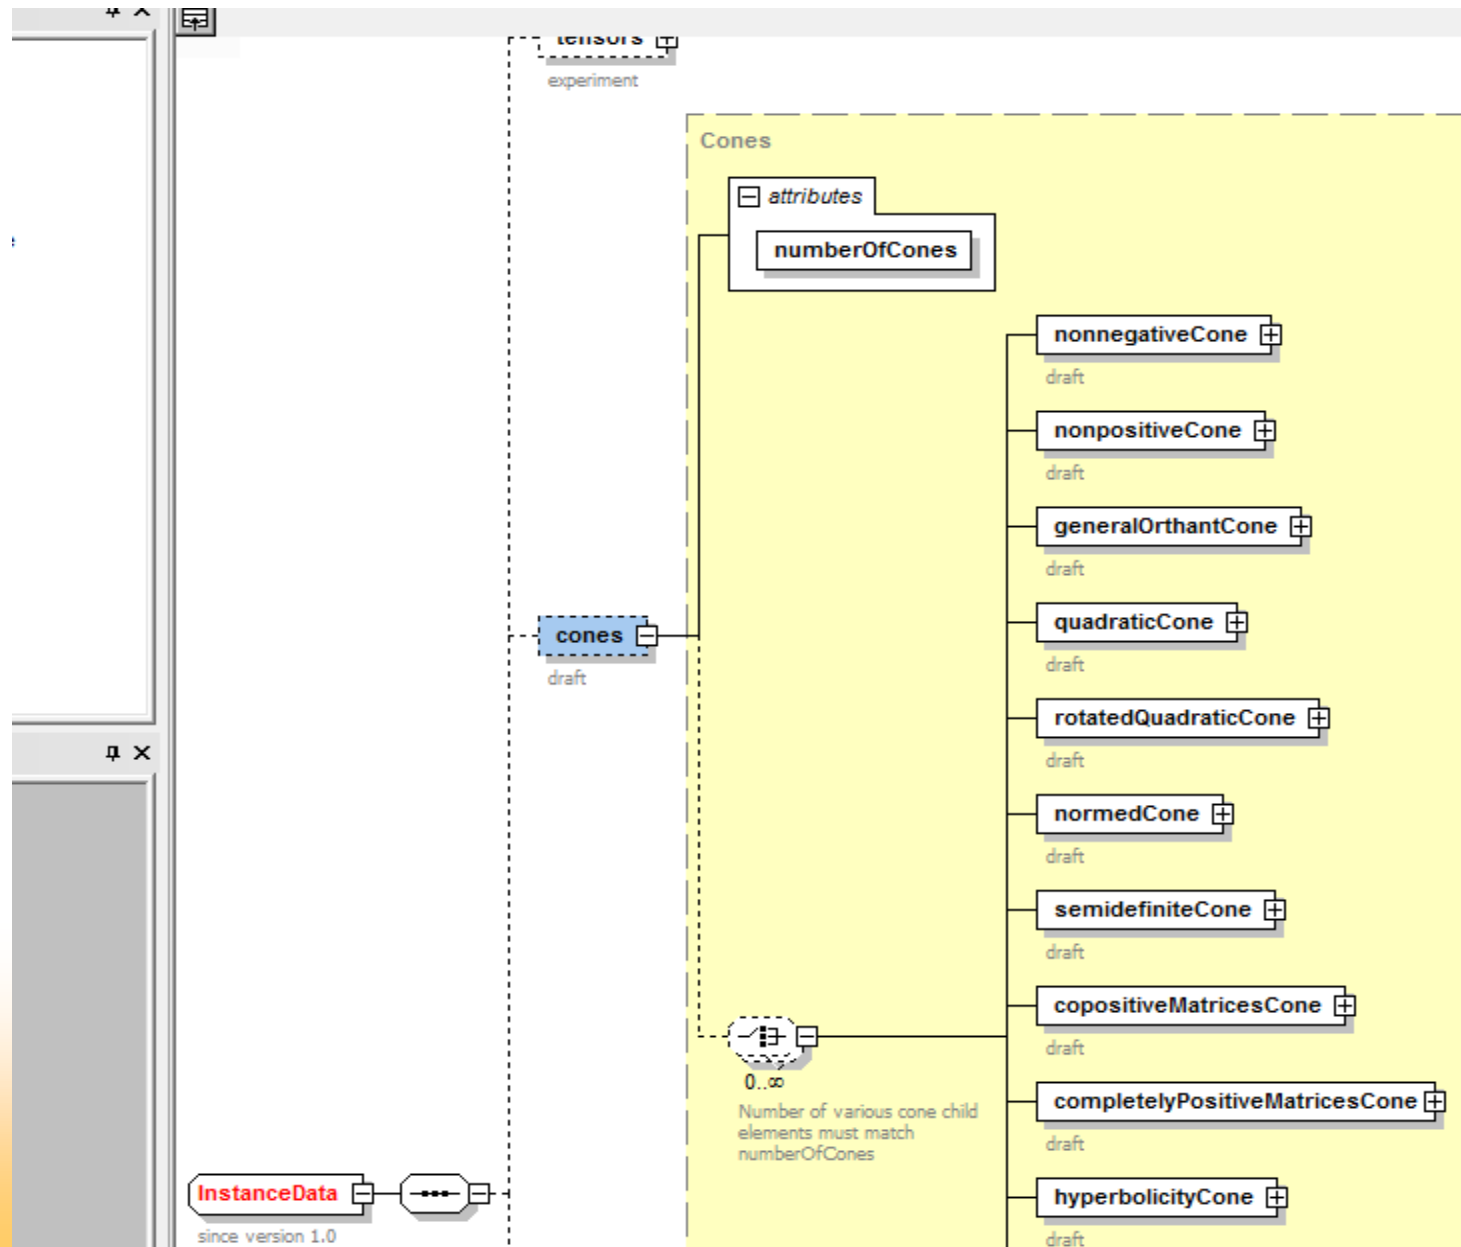 tensors
experiment
Cones
attributes
numberOfCones
nonnegativeCone
draft
nonpositiveCone
draft
generalOrthantCone
draft
quadraticCone
draft
cones
draft
rotatedQuadraticCone
draft
normedCone
draft
semidefiniteCone
draft
copositiveMatricesCone
draft
0..∞
Number of various cone child
elements must match
numberOfCones
completelyPositiveMatricesCone
draft
InstanceData
since version 1.0
hyperbolicityCone
draft